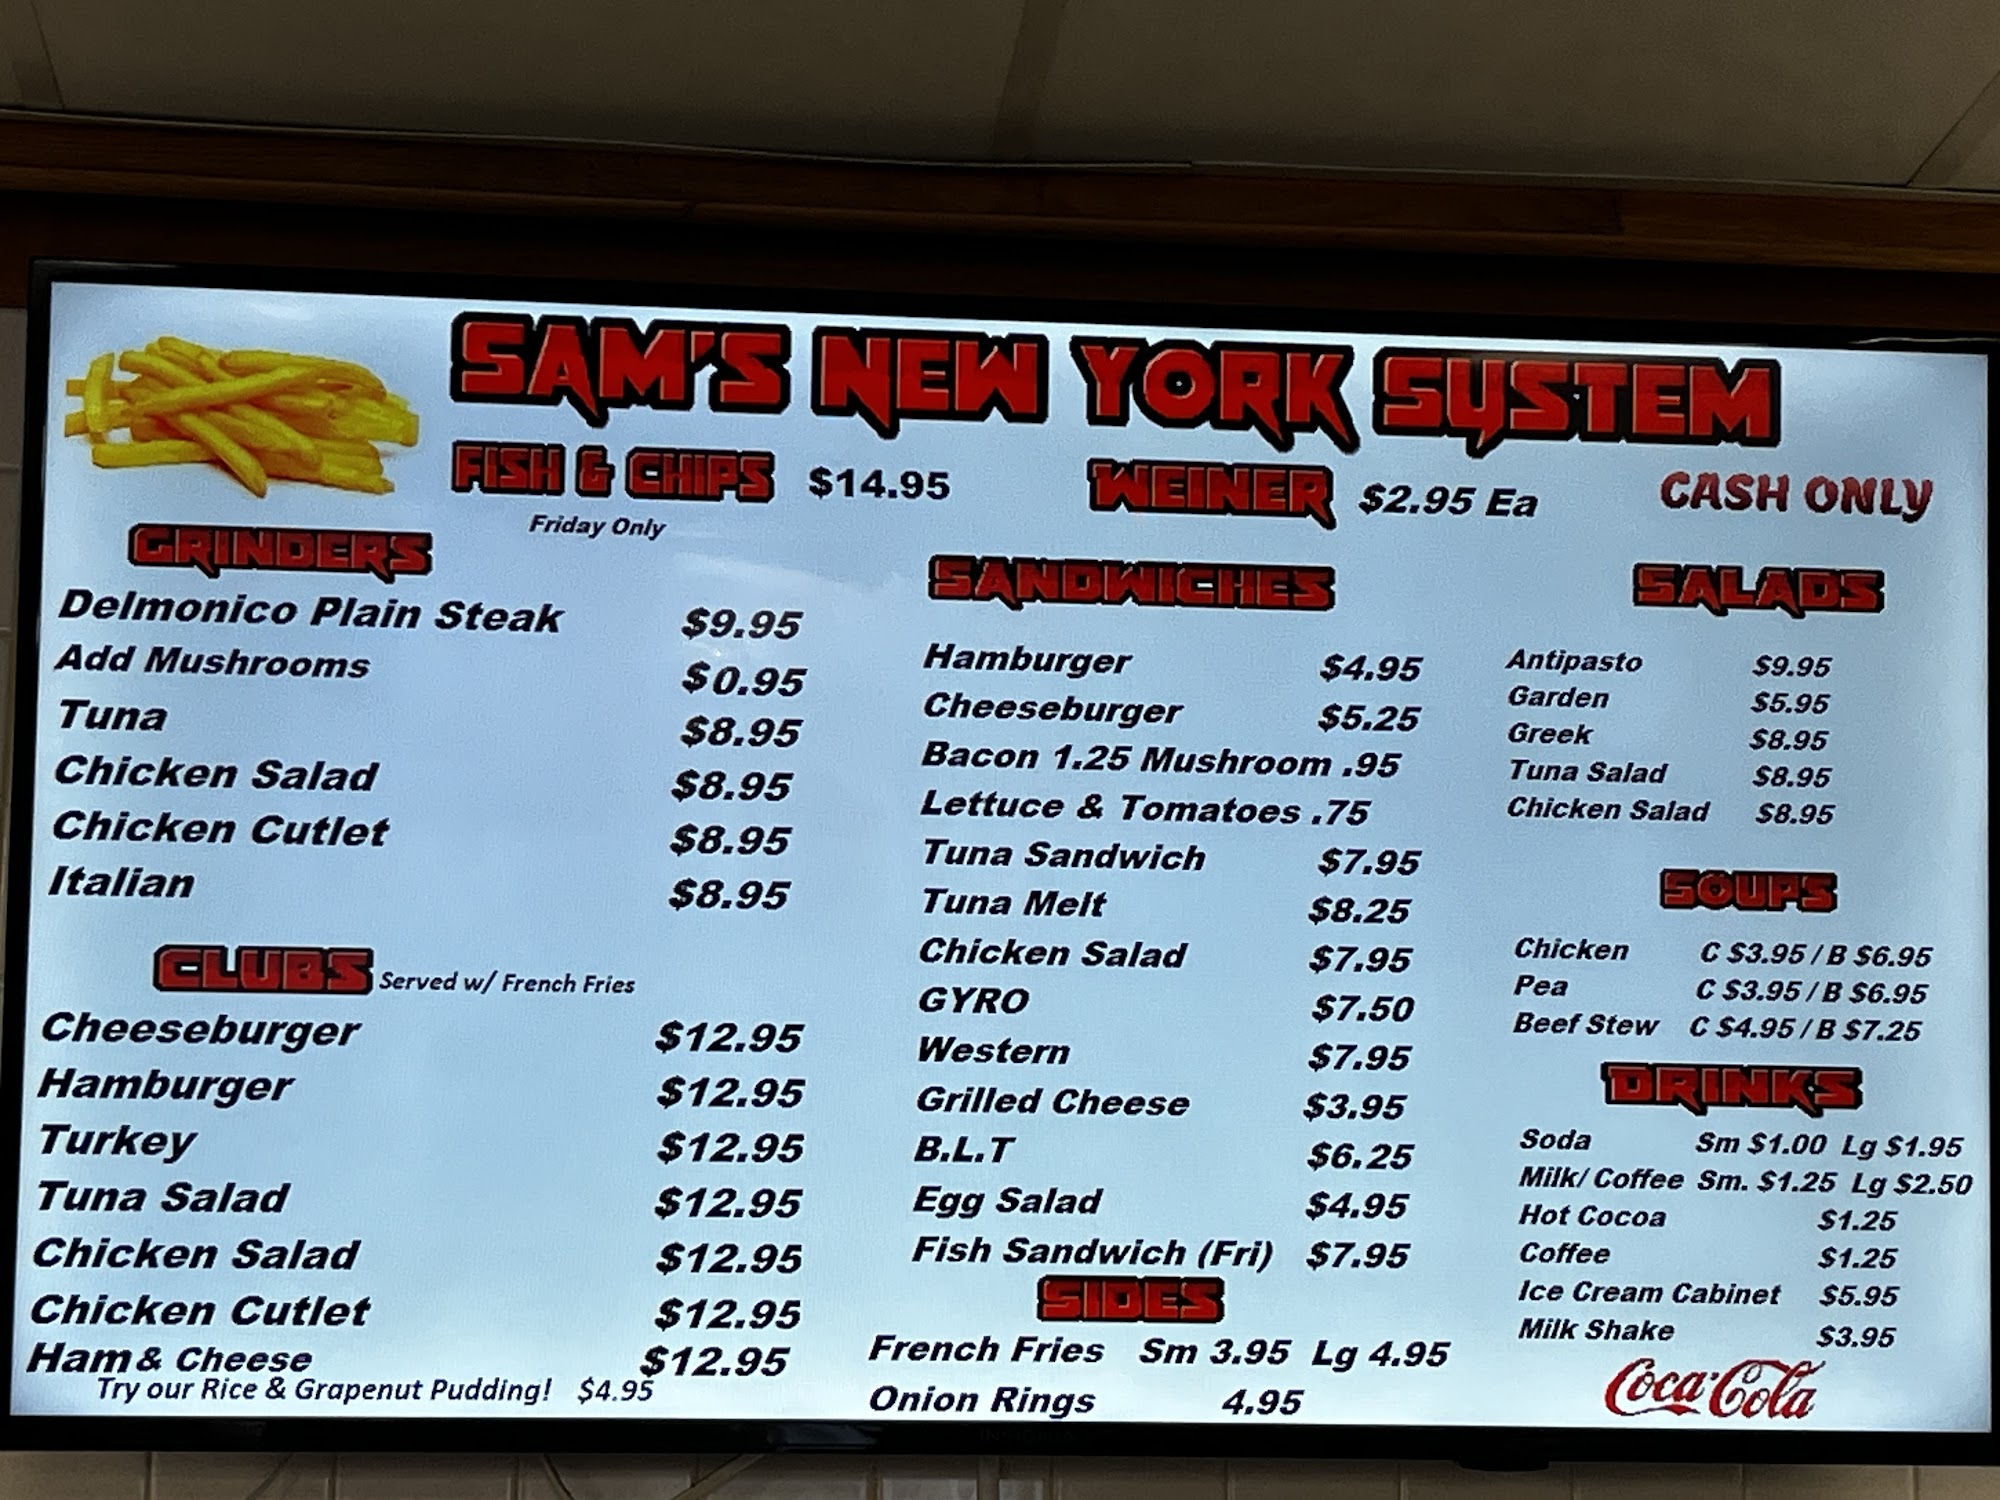 SAM'S NEW YORK SYSTEM
FISH & CHIPS $14.95
Friday Only
WEINER $2.95 Ea
CASH ONLY
GRINDERS
Delmonico Plain Steak $9.95
Add Mushrooms $0.95
Tuna $8.95
Chicken Salad $8.95
Chicken Cutlet $8.95
Italian $8.95
CLUBS Served w/ French Fries
Cheeseburger $12.95
Hamburger $12.95
Turkey $12.95
Tuna Salad $12.95
Chicken Salad $12.95
Chicken Cutlet $12.95
Ham & Cheese $12.95
Try our Rice & Grapenut Pudding! $4.95
SANDWICHES
Hamburger $4.95
Cheeseburger $5.25
Bacon 1.25 Mushroom .95
Lettuce & Tomatoes .75
Tuna Sandwich $7.95
Tuna Melt $8.25
Chicken Salad $7.95
GYRO $7.50
Western $7.95
Grilled Cheese $3.95
B.L.T $6.25
Egg Salad $4.95
Fish Sandwich (Fri) $7.95
SIDES
French Fries Sm 3.95 Lg 4.95
Onion Rings 4.95
SALADS
Antipasto $9.95
Garden $5.95
Greek $8.95
Tuna Salad $8.95
Chicken Salad $8.95
SOUPS
Chicken C $3.95 / B $6.95
Pea C $3.95 / B $6.95
Beef Stew C $4.95 / B $7.25
DRINKS
Soda Sm $1.00 Lg $1.95
Milk/ Coffee Sm. $1.25 Lg $2.50
Hot Cocoa $1.25
Coffee $1.25
Ice Cream Cabinet $5.95
Milk Shake $3.95
Coca-Cola